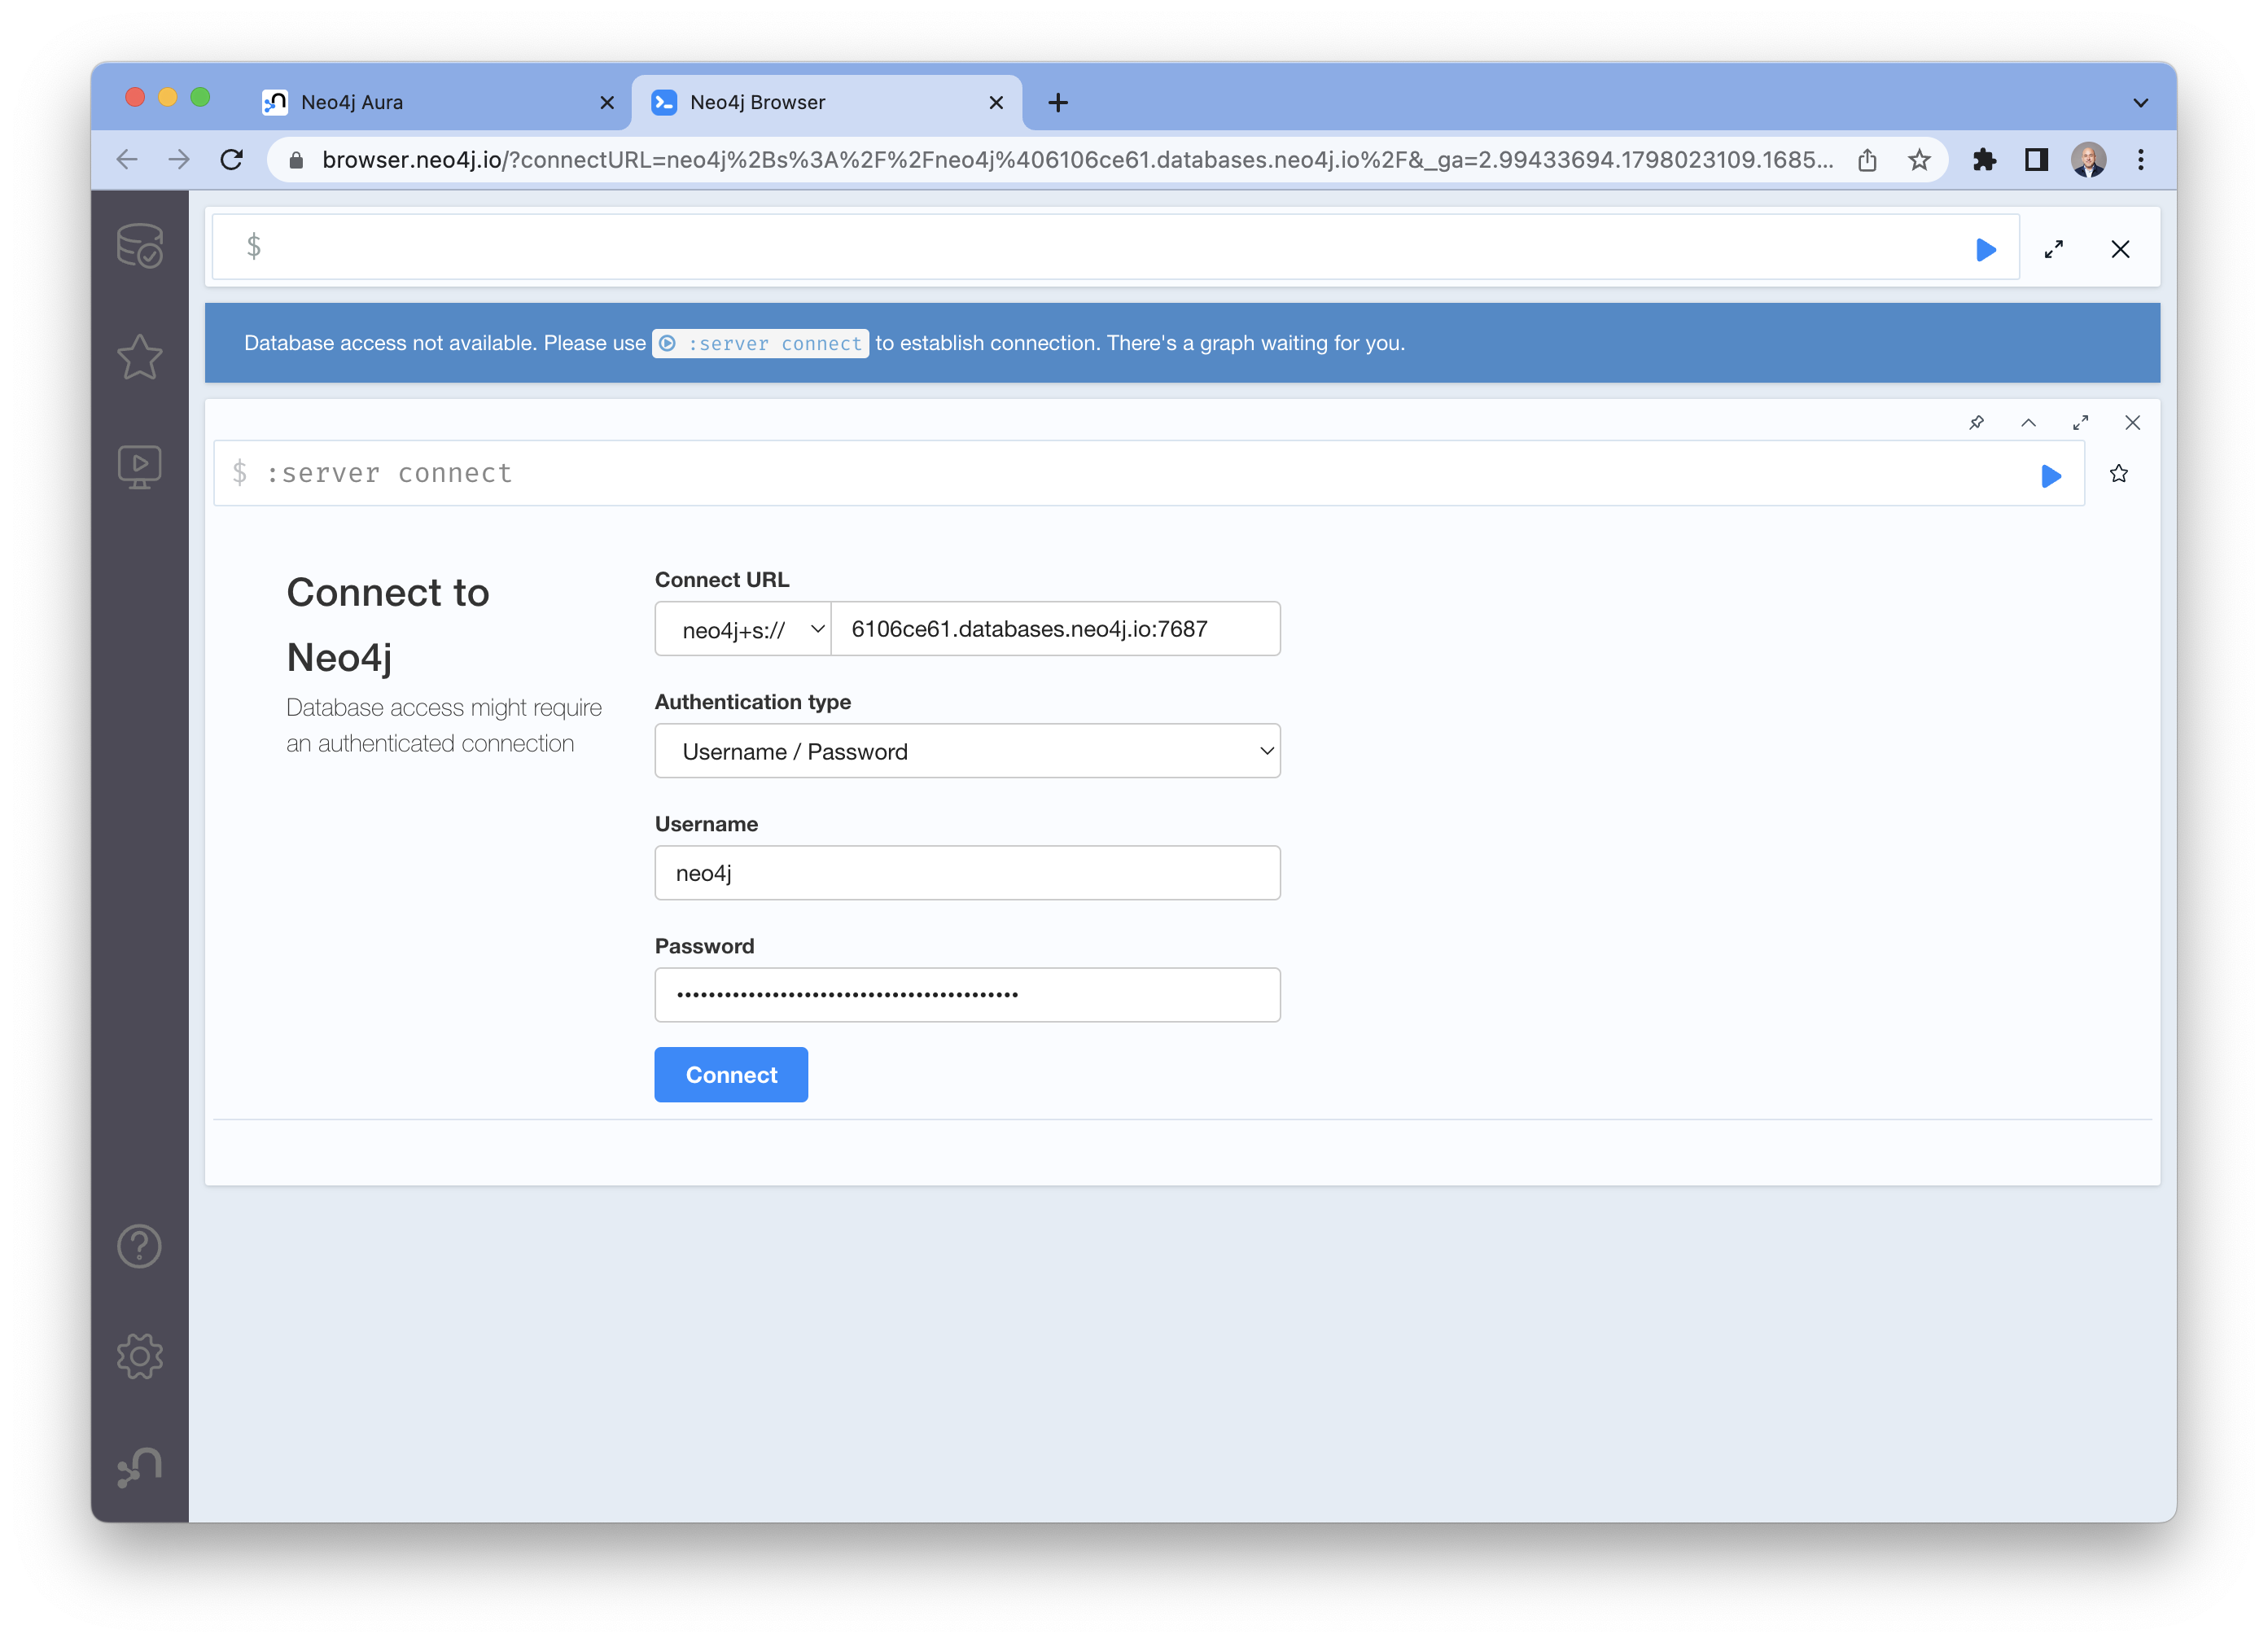 Neo4j Aura
Neo4j Browser
browser.neo4j.io/?connectURL=neo4j%2Bs%3A%2F%2Fneo4j%406106ce61.databases.neo4j.io%2F&_ga=2.99433694.1798023109.1685...
$
Database access not available. Please use :server connect to establish connection. There's a graph waiting for you.
$ :server connect
Connect to
Neo4j
Database access might require
an authenticated connection
Connect URL
neo4j+s:// 6106ce61.databases.neo4j.io:7687
Authentication type
Username / Password
Username
neo4j
Password
Connect